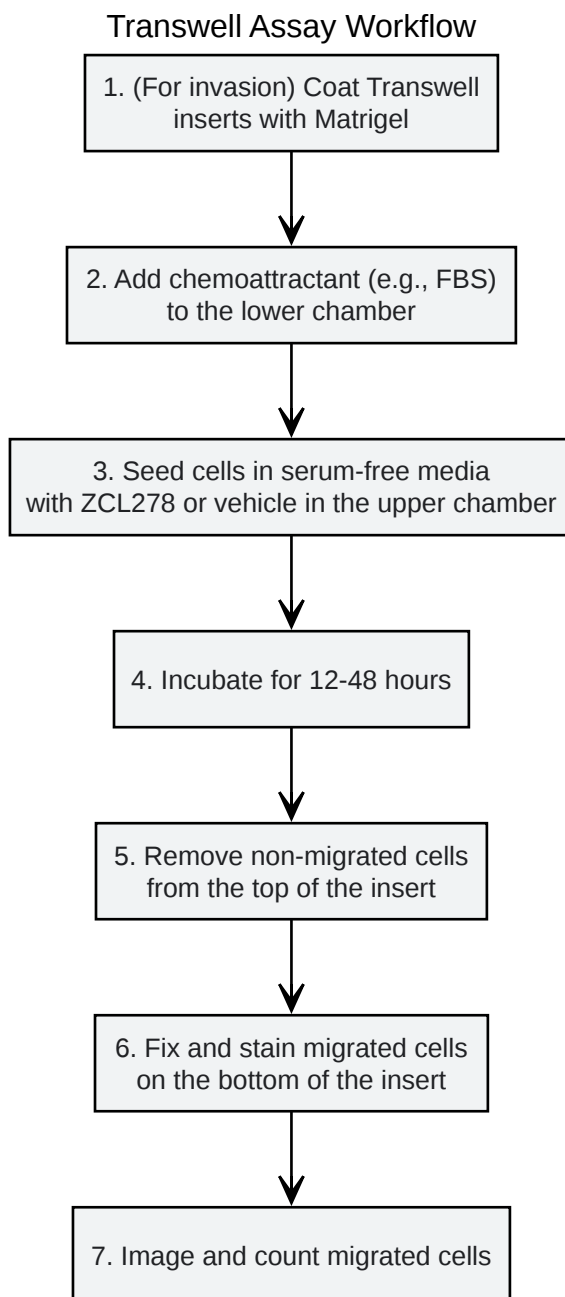 Transwell Assay Workflow
1. (For invasion) Coat Transwell
inserts with Matrigel
2. Add chemoattractant (e.g., FBS)
to the lower chamber
3. Seed cells in serum-free media
with ZCL278 or vehicle in the upper chamber
4. Incubate for 12-48 hours
5. Remove non-migrated cells
from the top of the insert
6. Fix and stain migrated cells
on the bottom of the insert
7. Image and count migrated cells